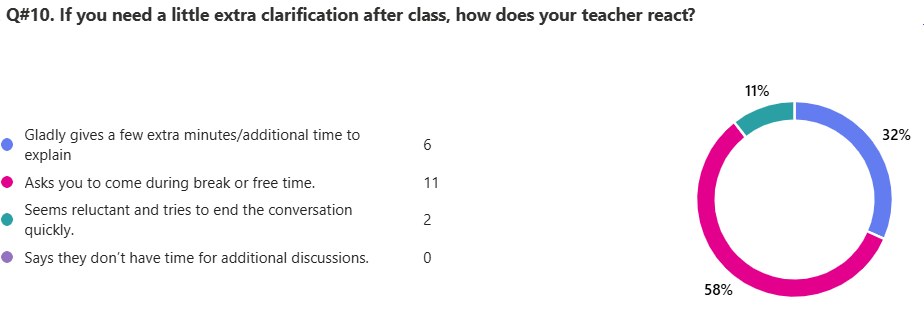 Q#10. If you need a little extra clarification after class, how does your teacher react?
Gladly gives a few extra minutes/additional time to
explain
6
Asks you to come during break or free time.
11
Seems reluctant and tries to end the conversation
quickly.
2
Says they don't have time for additional discussions.
0
11%
32%
58%